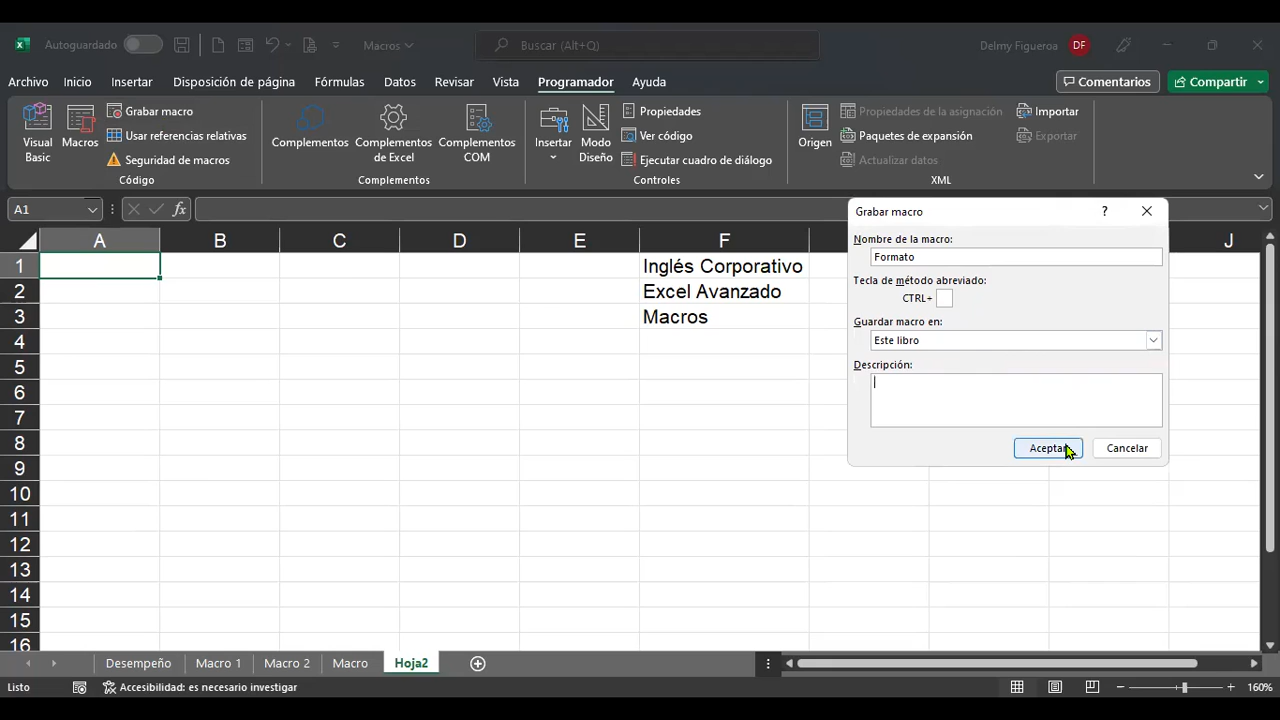 Autoguardado
Macros
Buscar (Alt+Q)
Delmy Figueroa
DF
Archivo Inicio Insertar Disposición de página Fórmulas Datos Revisar Vista Programador Ayuda
Comentarios
Compartir
Visual Basic
Macros
Grabar macro
Usar referencias relativas
Seguridad de macros
Código
Complementos
Complementos de Excel
Complementos COM
Complementos
Insertar
Modo Diseño
Propiedades
Ver código
Ejecutar cuadro de diálogo
Controles
Origen
Propiedades de la asignación
Paquetes de expansión
Actualizar datos
Importar
Exportar
XML
A1
fx
A B C D E F J
1 Inglés Corporativo
2 Excel Avanzado
3 Macros
4
5
6
7
8
9
10
11
12
13
14
15
16
Grabar macro
?
Nombre de la macro:
Formato
Tecla de método abreviado:
CTRL+
Guardar macro en:
Este libro
Descripción:
Aceptar
Cancelar
Desempeño Macro 1 Macro 2 Macro Hoja2
Listo
Accesibilidad: es necesario investigar
160%